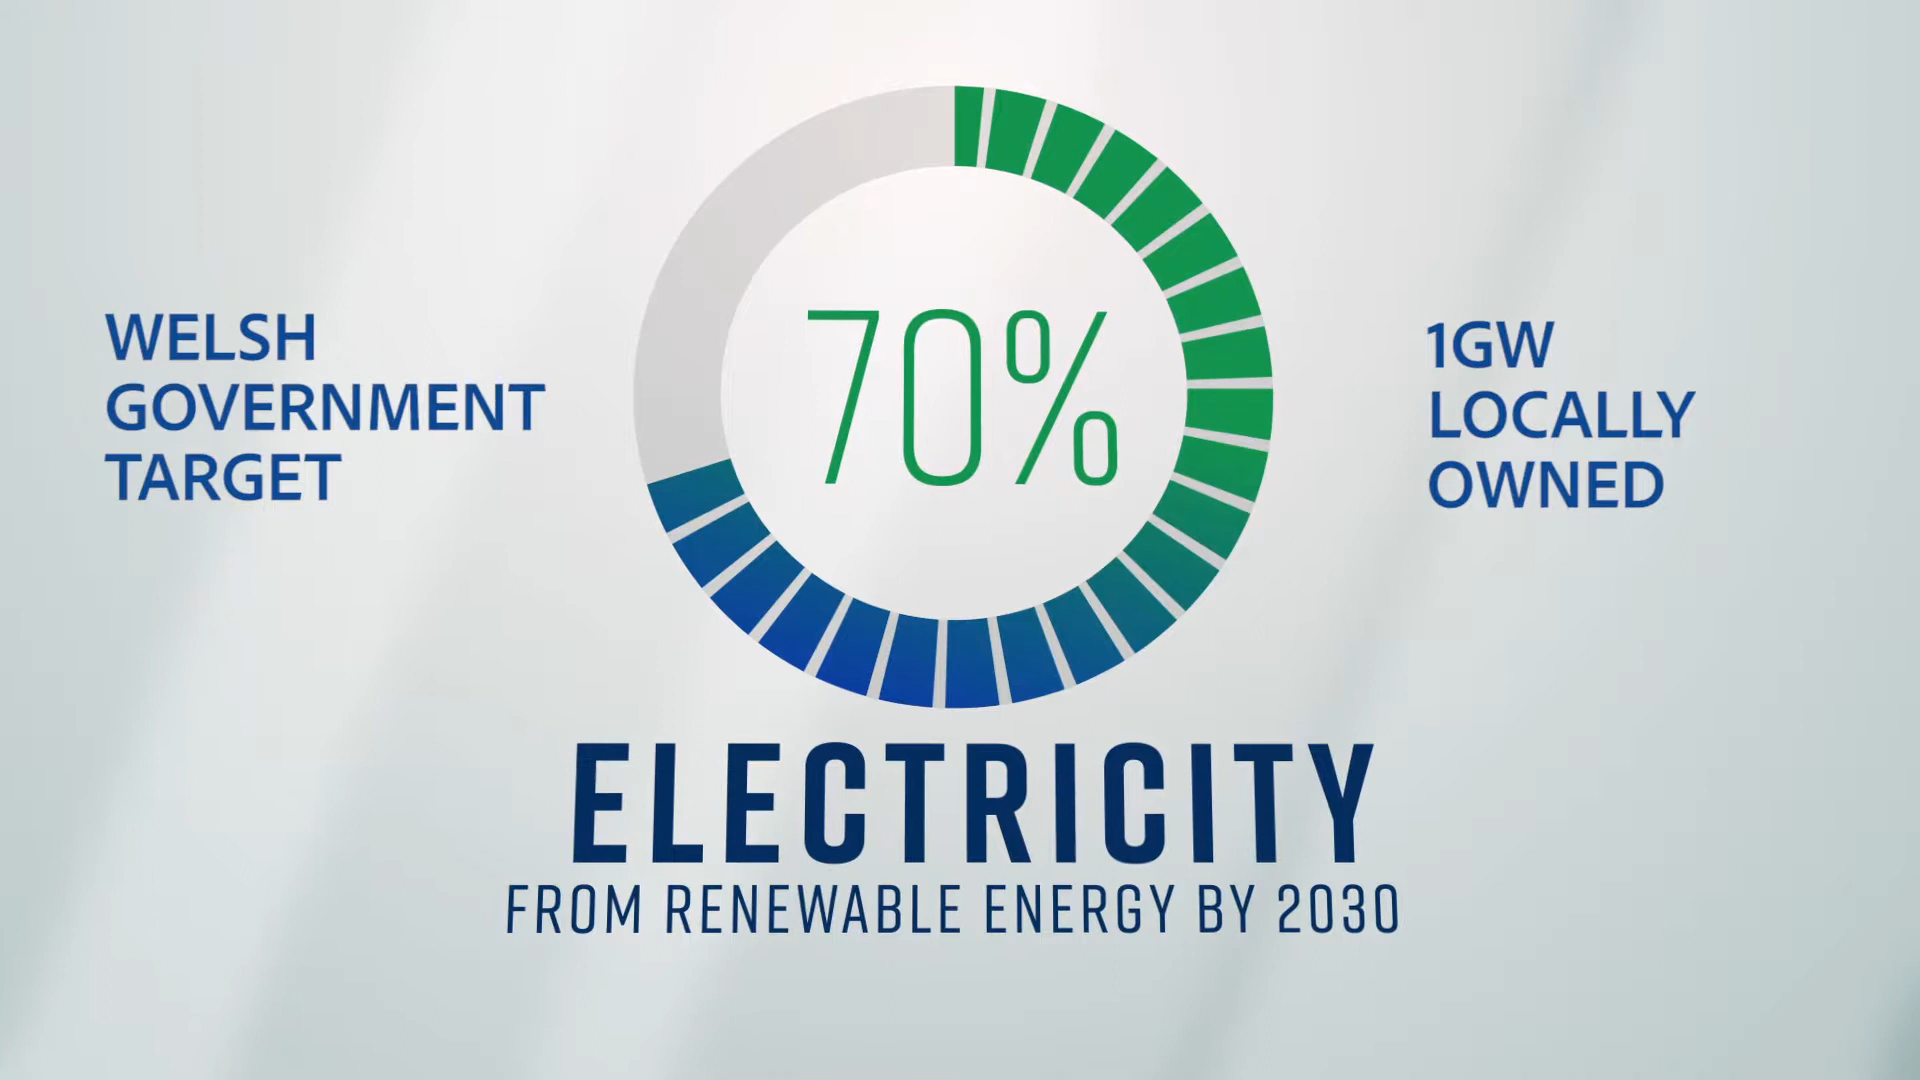 WELSH
GOVERNMENT
TARGET
70%
1GW
LOCALLY
OWNED
ELECTRICITY
FROM RENEWABLE ENERGY BY 2030